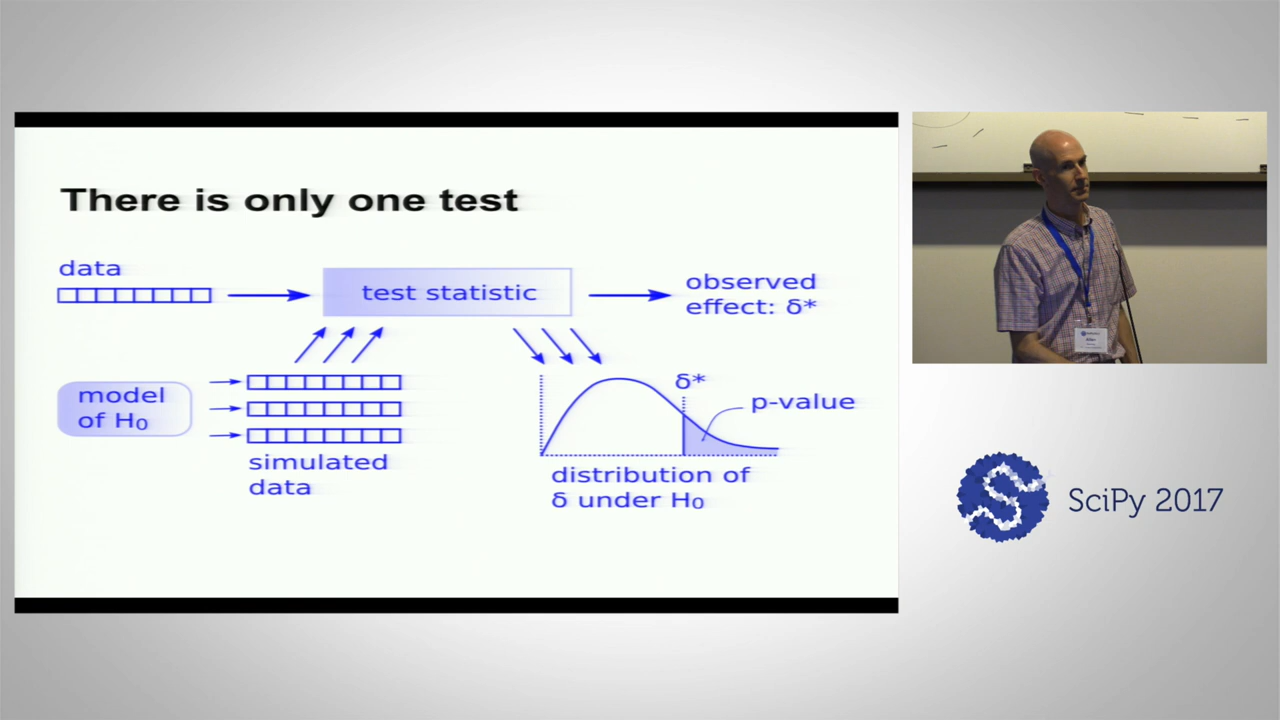 There is only one test
data
test statistic
observed
effect: δ*
model
of H₀
simulated
data
δ*
p-value
distribution of
δ under H₀
SciPy 2017